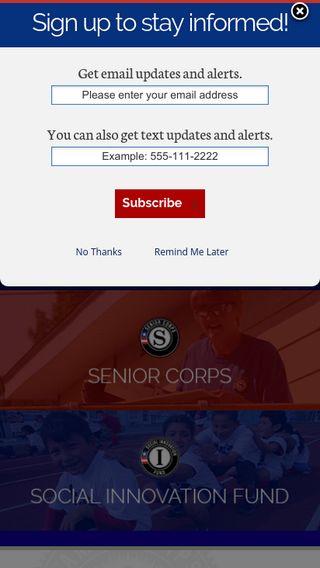 Sign up to stay informed!
Get email updates and alerts.
Please enter your email address
You can also get text updates and alerts.
Example: 555-111-2222
Subscribe
No Thanks
Remind Me Later
SENIOR CORPS
S
SENIOR CORPS
SOCIAL INNOVATION
I
FUND
SOCIAL INNOVATION FUND